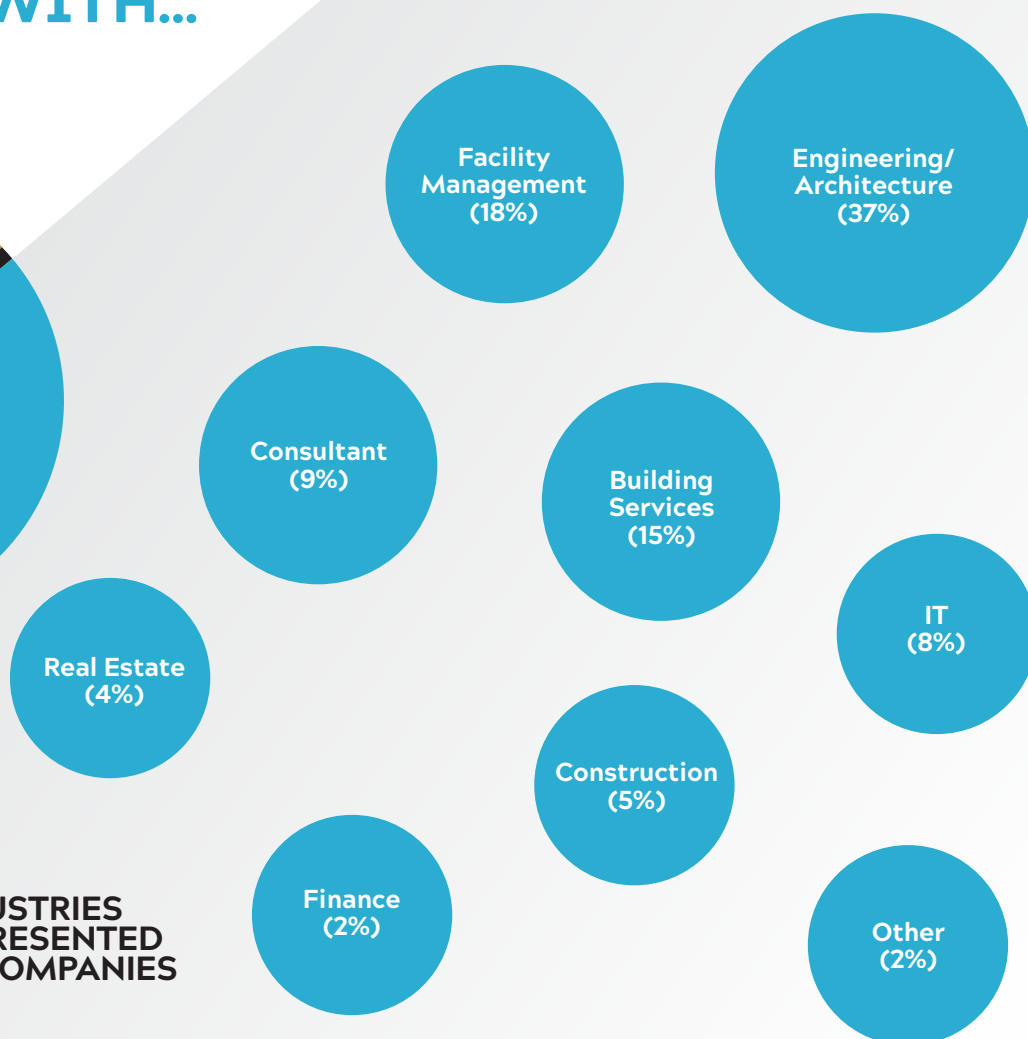 WITH...
Facility
Management
(18%)
Engineering/
Architecture
(37%)
Consultant
(9%)
Building
Services
(15%)
IT
(8%)
Real Estate
(4%)
Construction
(5%)
Finance
(2%)
Other
(2%)
USTRIES
RESENTED
OMPANIES